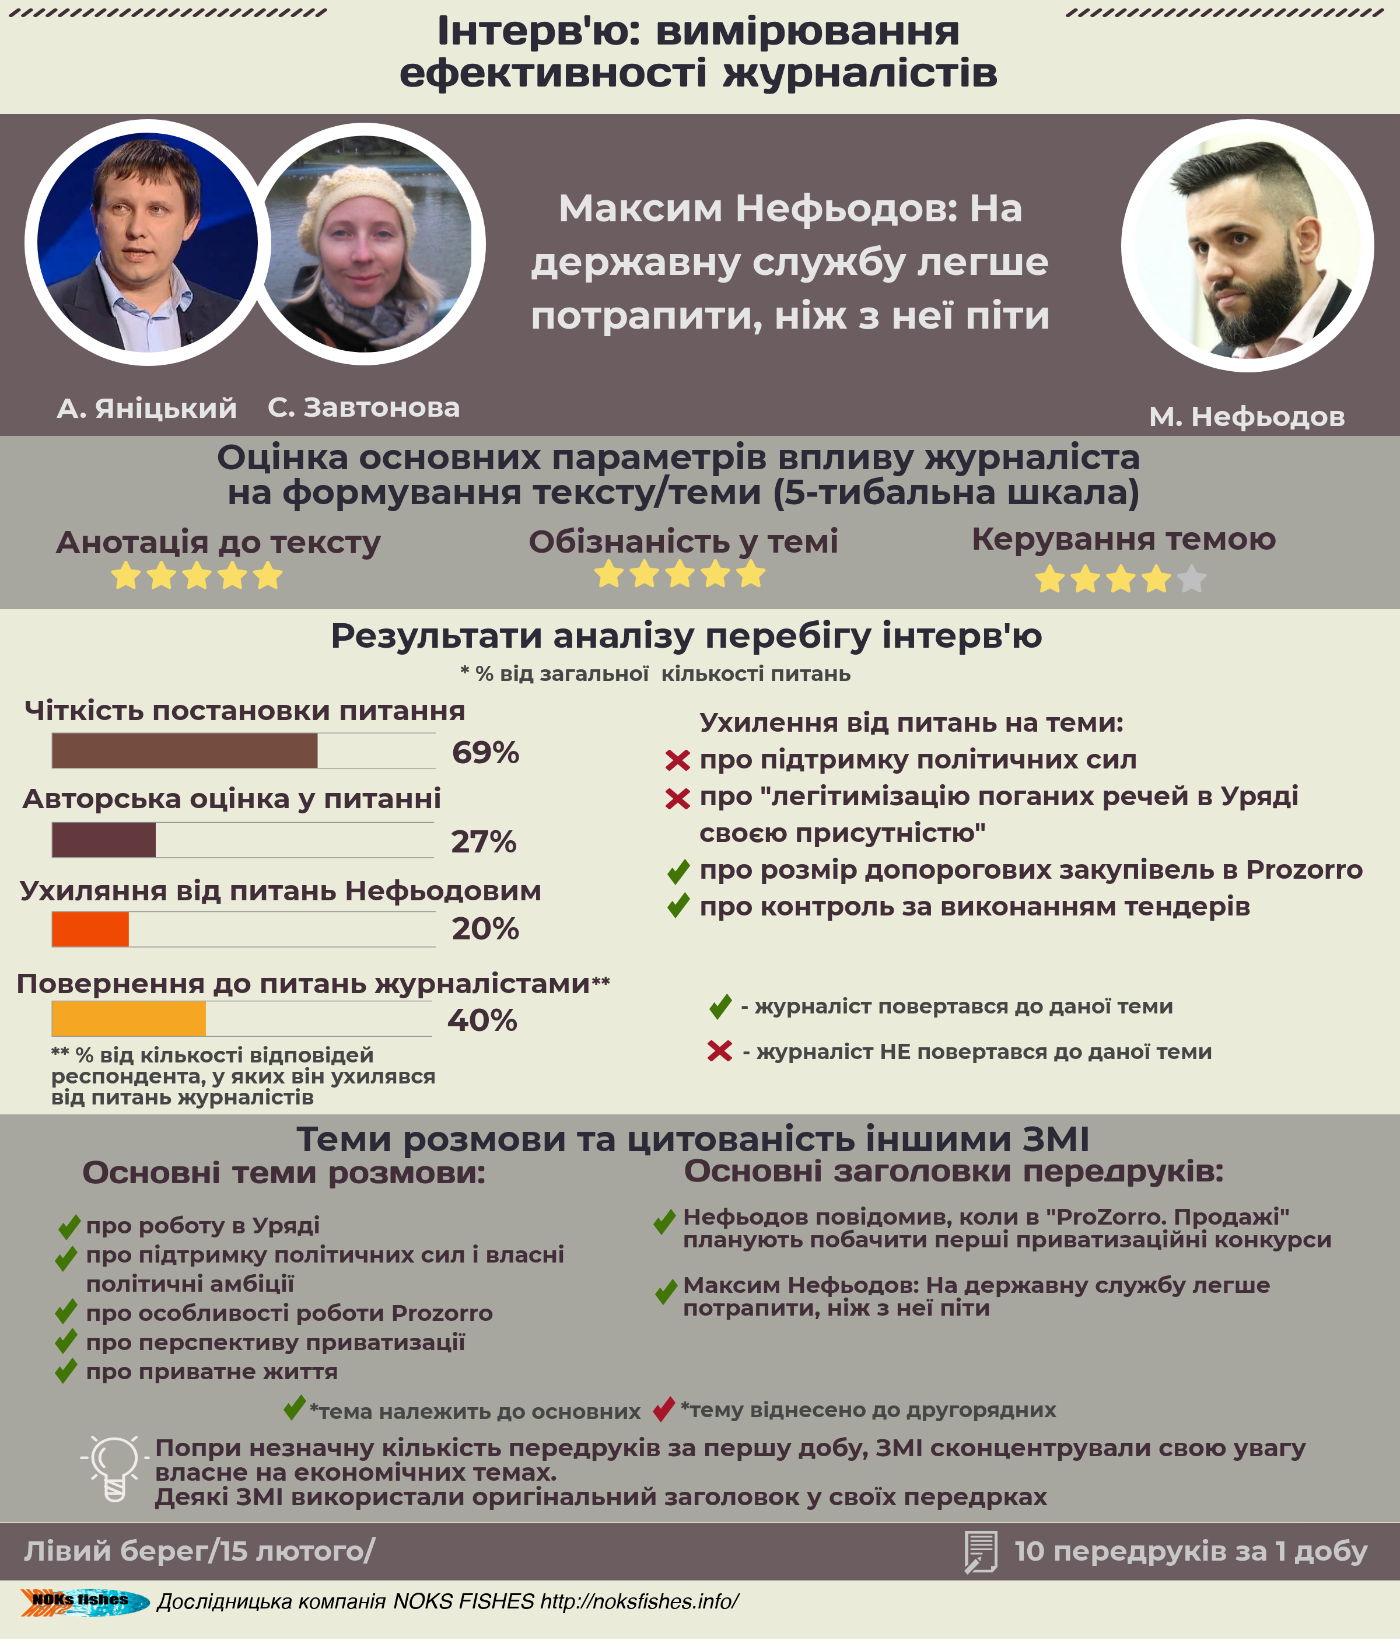 Інтерв'ю: вимірювання
ефективності журналістів
Максим Нефьодов: На
державну службу легше
потрапити, ніж з неї піти
А. Яніцький
С. Завтонова
М. Нефьодов
Оцінка основних параметрів впливу журналіста
на формування тексту/теми (5-тибальна шкала)
Анотація до тексту
Обізнаність у темі
Керування темою
Результати аналізу перебігу інтерв'ю
* % від загальної кількості питань
Чіткість постановки питання
69%
Авторська оцінка у питанні
27%
Ухиляння від питань Нефьодовим
20%
Повернення до питань журналістами**
40%
** % від кількості відповідей
респондента, у яких він ухилявся
від питань журналістів
Ухилення від питань на теми:
про підтримку політичних сил
про "легітимізацію поганих речей в Уряді
своєю присутністю"
про розмір допорогових закупівель в Prozorro
про контроль за виконанням тендерів
- журналіст повертався до даної теми
- журналіст НЕ повертався до даної теми
Теми розмови та цитованість іншими ЗМІ
Основні теми розмови:
про роботу в Уряді
про підтримку політичних сил і власні
політичні амбіції
про особливості роботи Prozorro
про перспективу приватизації
про приватне життя
Основні заголовки передруків:
Нефьодов повідомив, коли в "ProZorro. Продажі"
планують побачити перші приватизаційні конкурси
Максим Нефьодов: На державну службу легше
потрапити, ніж з неї піти
*тема належить до основних
*тему віднесено до другорядних
Попри незначну кількість передруків за першу добу, ЗМІ сконцентрували свою увагу
власне на економічних темах.
Деякі ЗМІ використали оригінальний заголовок у своїх передрках
Лівий берег/15 лютого/
10 передруків за 1 добу
NOKs fishes
Дослідницька компанія NOKS FISHES http://noksfishes.info/